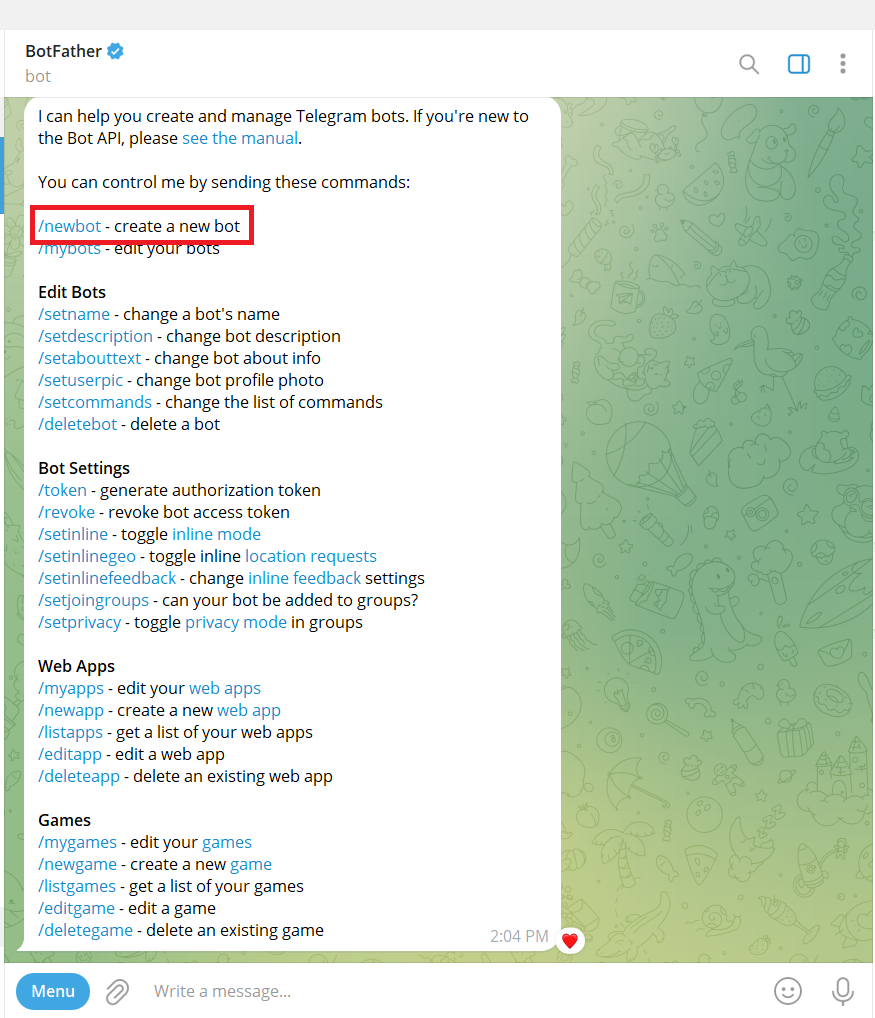 BotFather
bot
I can help you create and manage Telegram bots. If you're new to
the Bot API, please see the manual.
You can control me by sending these commands:
/newbot - create a new bot
/mybots - edit your bots
Edit Bots
/setname - change a bot's name
/setdescription - change bot description
/setabouttext - change bot about info
/setuserpic - change bot profile photo
/setcommands - change the list of commands
/deletebot - delete a bot
Bot Settings
/token - generate authorization token
/revoke - revoke bot access token
/setinline - toggle inline mode
/setinlinegeo - toggle inline location requests
/setinlinefeedback - change inline feedback settings
/setjoingroups - can your bot be added to groups?
/setprivacy - toggle privacy mode in groups
Web Apps
/myapps - edit your web apps
/newapp - create a new web app
/listapps - get a list of your web apps
/editapp - edit a web app
/deleteapp - delete an existing web app
Games
/mygames - edit your games
/newgame - create a new game
/listgames - get a list of your games
/editgame - edit a game
/deletegame - delete an existing game
2:04 PM
Menu
Write a message...